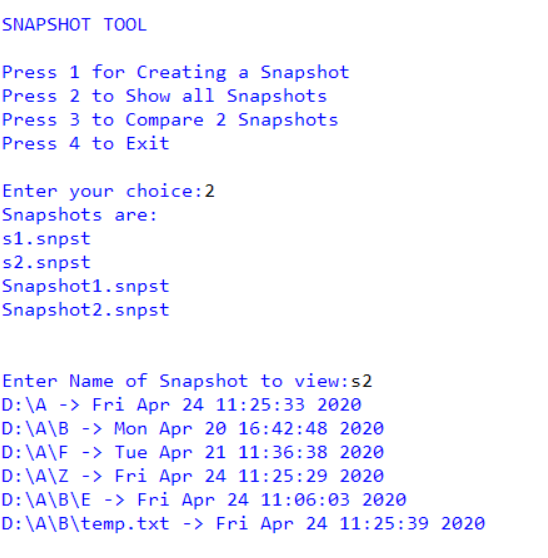 SNAPSHOT TOOL
Press 1 for Creating a Snapshot
Press 2 to Show all Snapshots
Press 3 to Compare 2 Snapshots
Press 4 to Exit
Enter your choice:2
Snapshots are:
s1.snpst
s2.snpst
Snapshot1.snpst
Snapshot2.snpst
Enter Name of Snapshot to view:s2
D:\A -> Fri Apr 24 11:25:33 2020
D:\A\B -> Mon Apr 20 16:42:48 2020
D:\A\F -> Tue Apr 21 11:36:38 2020
D:\A\Z -> Fri Apr 24 11:25:29 2020
D:\A\B\E -> Fri Apr 24 11:06:03 2020
D:\A\B\temp.txt -> Fri Apr 24 11:25:39 2020